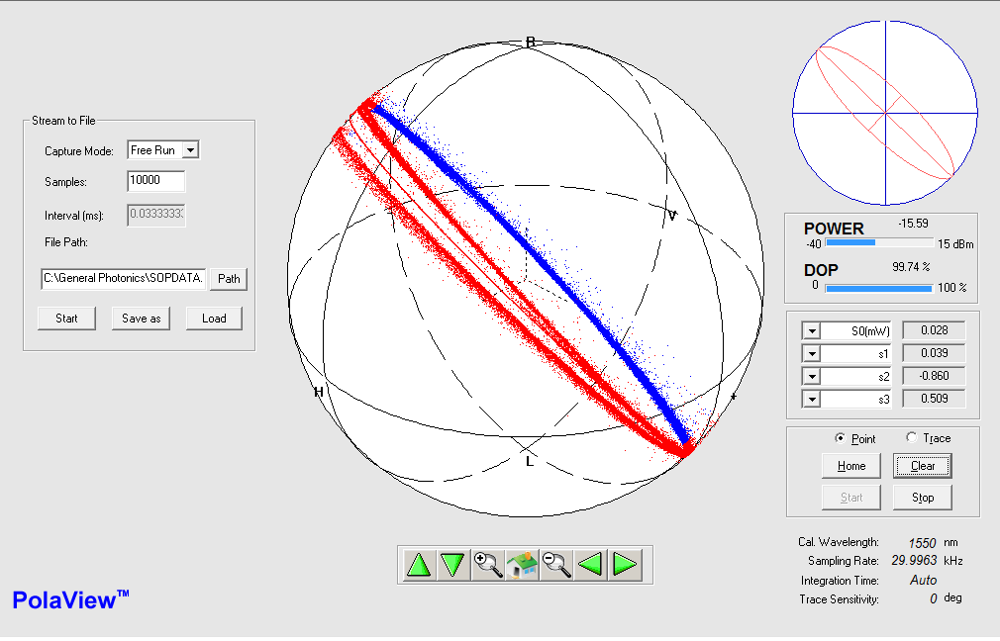 Stream to File
Capture Mode: Free Run
Samples: 10000
Interval (ms): 0.03333333
File Path:
C:\General Photonics\SOPDATA. Path
Start Save as Load
R
V
H
+
L
POWER -15.59
-40 15 dBm
DOP 99.74 %
0 100 %
S0(mW) 0.028
s1 0.039
s2 -0.860
s3 0.509
Point Trace
Home Clear
Start Stop
Cal. Wavelength: 1550 nm
Sampling Rate: 29.9963 kHz
Integration Time: Auto
Trace Sensitivity: 0 deg
PolaView™